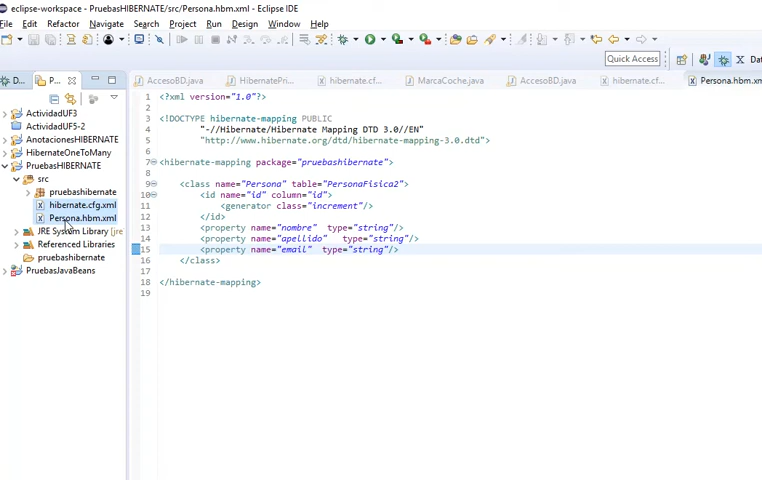 eclipse-workspace - PruebasHIBERNATE/src/Persona.hbm.xml - Eclipse IDE
File Edit Refactor Navigate Search Project Run Design Window Help
Quick Access
Dat
D... P...
AccesoBD.java HibernatePri... hibernate.cf... MarcaCoche.java AccesoBD.java hibernate.cf... Persona.hbm.xm
ActividadUF3
ActividadUF5-2
AnotacionesHIBERNATE
HibernateOneToMany
PruebasHIBERNATE
src
pruebashibernate
hibernate.cfg.xml
Persona.hbm.xml
JRE System Library [jre
Referenced Libraries
pruebashibernate
PruebasJavaBeans
1 <?xml version="1.0"?>
2
3 <!DOCTYPE hibernate-mapping PUBLIC
4 "-//Hibernate/Hibernate Mapping DTD 3.0//EN"
5 "http://www.hibernate.org/dtd/hibernate-mapping-3.0.dtd">
6
7 <hibernate-mapping package="pruebashibernate">
8
9 <class name="Persona" table="PersonaFisica2">
10 <id name="id" column="id">
11 <generator class="increment"/>
12 </id>
13 <property name="nombre" type="string"/>
14 <property name="apellido" type="string"/>
15 <property name="email" type="string"/>
16 </class>
17
18 </hibernate-mapping>
19